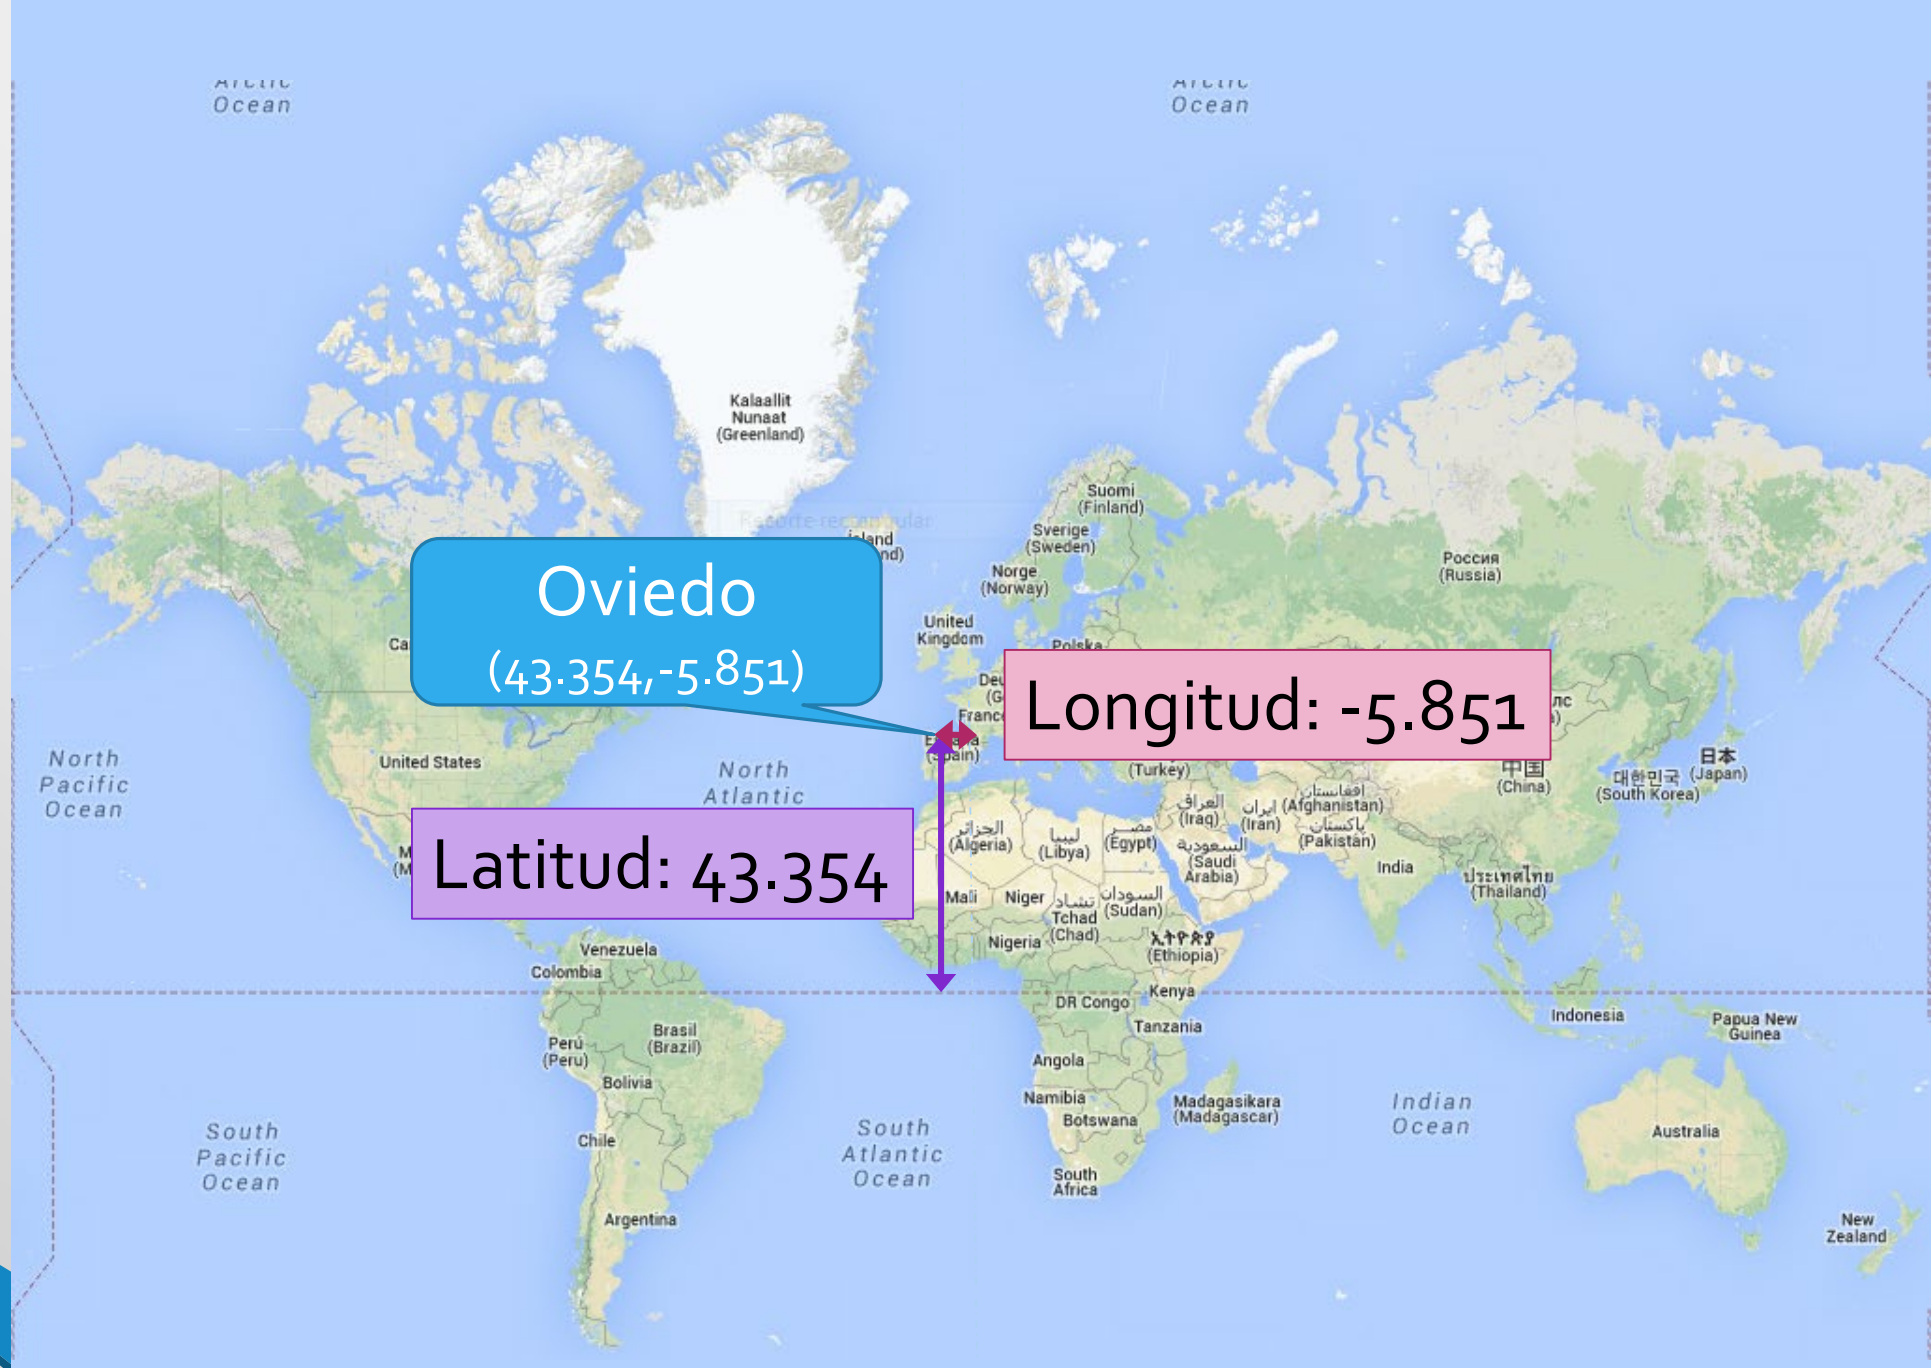 Arctic
Ocean
Arctic
Ocean
Kalaallit
Nunaat
(Greenland)
Recorte rectangular
Suomi
(Finland)
Sverige
(Sweden)
Norge
(Norway)
Россия
(Russia)
Oviedo
(43.354,-5.851)
United
Kingdom
Polska
Longitud: -5.851
France
(Spain)
United States
North
Pacific
Ocean
North
Atlantic
(Turkey)
中国
(China)
대한민국
(South Korea)
日本
(Japan)
Latitud: 43.354
الجزائر
(Algeria)
ليبيا
(Libya)
مصر
(Egypt)
العراق
(Iraq)
ایران
(Iran)
افغانستان
(Afghanistan)
پاکستان
(Pakistan)
السعودية
(Saudi
Arabia)
India
ประเทศไทย
(Thailand)
Mali
Niger
تشاد
Tchad
(Chad)
السودان
(Sudan)
Nigeria
ኢትዮጵያ
(Ethiopia)
Venezuela
Colombia
DR Congo
Kenya
Tanzania
Indonesia
Papua New
Guinea
Brasil
(Brazil)
Perú
(Peru)
Bolivia
Angola
Namibia
Botswana
Madagasikara
(Madagascar)
Indian
Ocean
Australia
South
Pacific
Ocean
Chile
South
Atlantic
Ocean
South
Africa
Argentina
New
Zealand